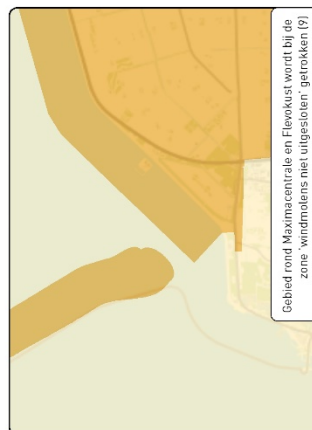 Gebied rond Maximacentrale en Flevokust wordt bij de
zone 'windmolens niet uitgesloten' getrokken (9)